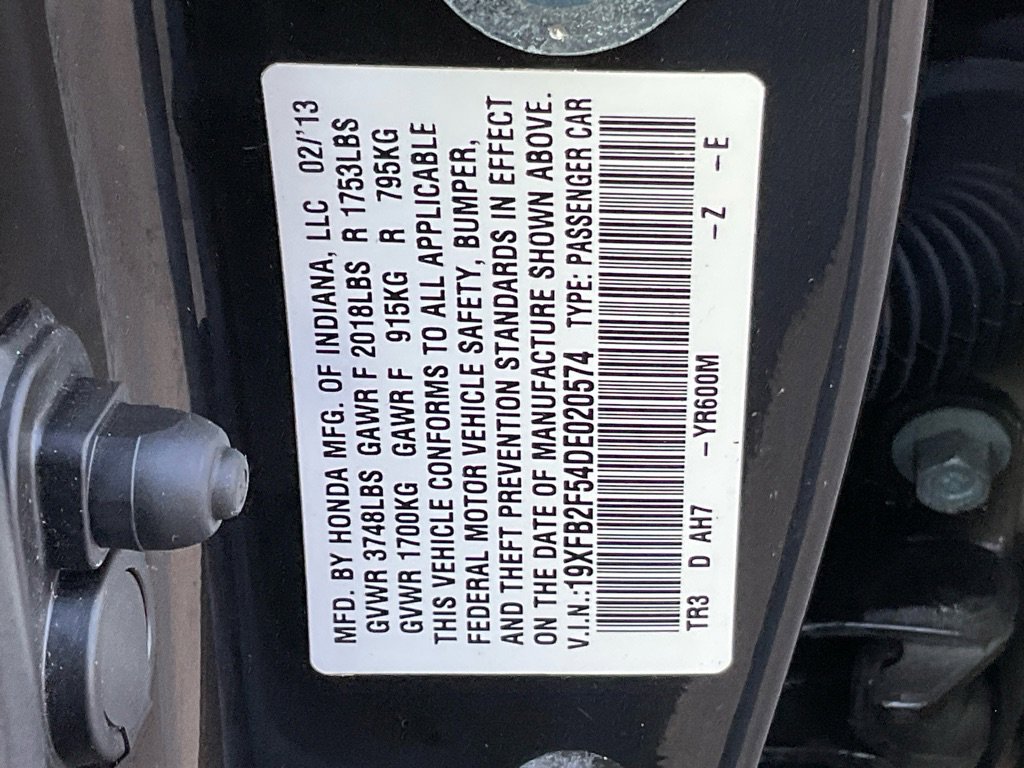 MFD. BY HONDA MFG. OF INDIANA, LLC 02/'13
GVWR 3748LBS GAWR F 2018LBS R 1753LBS
GVWR 1700KG GAWR F 915KG R 795KG
THIS VEHICLE CONFORMS TO ALL APPLICABLE
FEDERAL MOTOR VEHICLE SAFETY, BUMPER,
AND THEFT PREVENTION STANDARDS IN EFFECT
ON THE DATE OF MANUFACTURE SHOWN ABOVE.
V.I.N.:19XFB2F54DE020574 TYPE: PASSENGER CAR
TR3 D AH7 -YR600M -Z -E